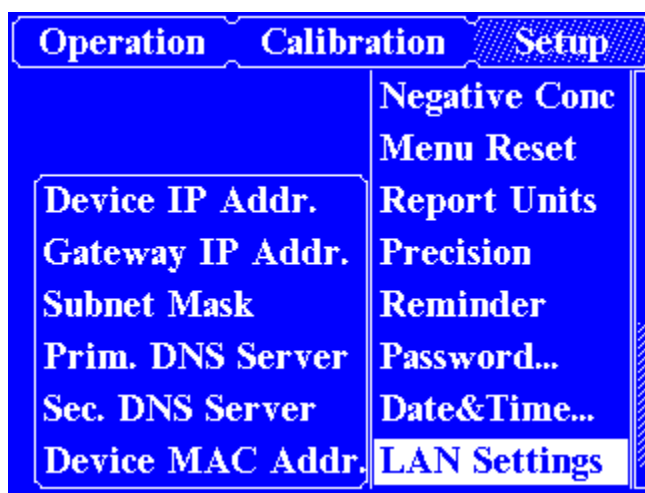 Operation Calibration Setup
Negative Conc
Menu Reset
Report Units
Precision
Reminder
Password...
Date&Time...
LAN Settings
Device IP Addr.
Gateway IP Addr.
Subnet Mask
Prim. DNS Server
Sec. DNS Server
Device MAC Addr.